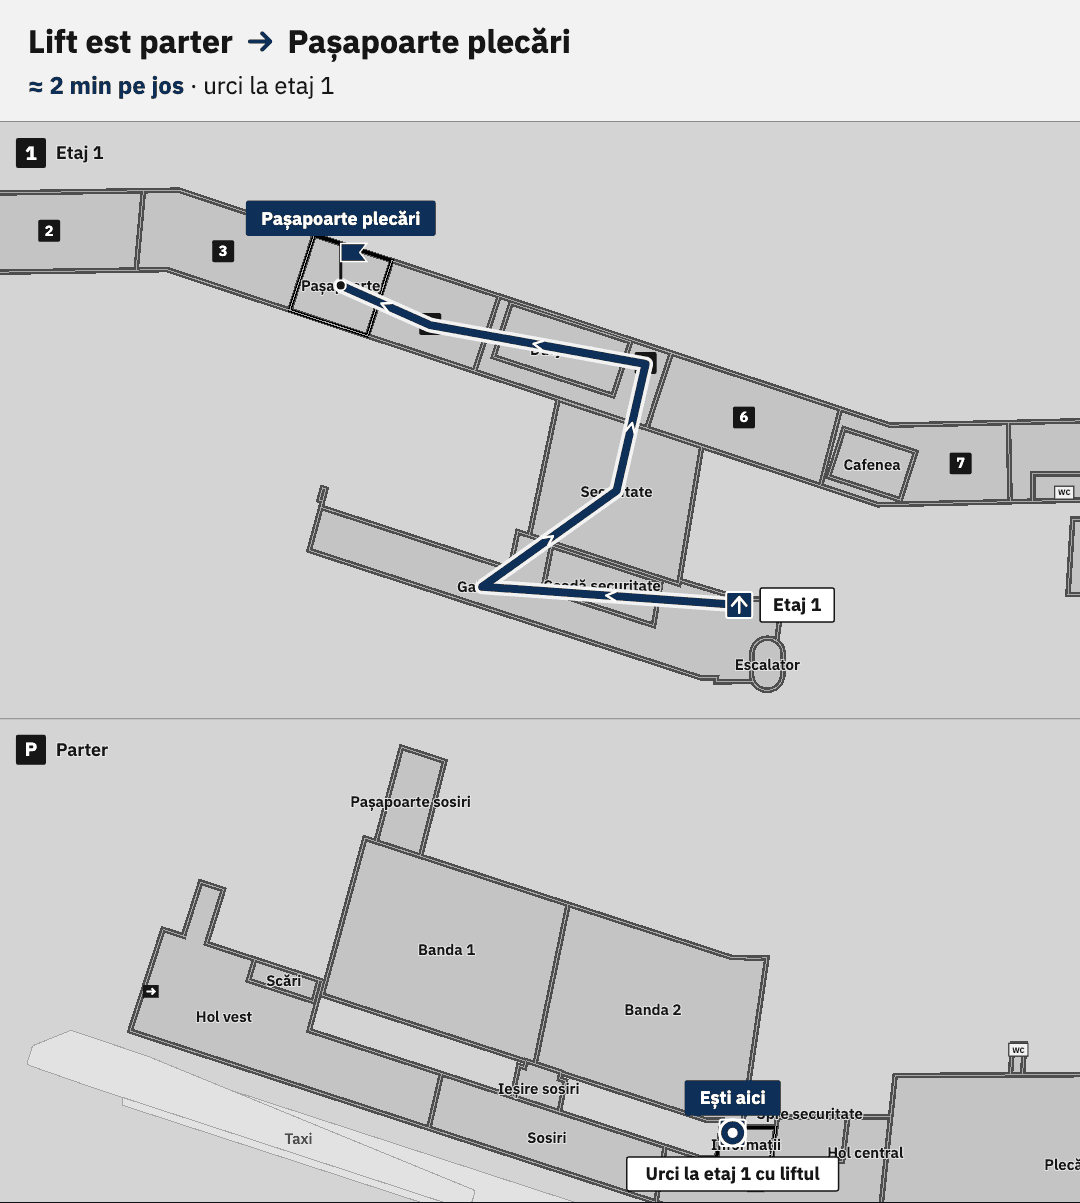 Lift est parter → Pașapoarte plecări
≈ 2 min pe jos · urci la etaj 1
1 Etaj 1
Pașapoarte plecări
2
3
6
Cafenea
7
WC
Etaj 1
Escalator
P Parter
Pașapoarte sosiri
Banda 1
Scări
Banda 2
Hol vest
WC
Ieșire sosiri
Ești aici
securitate
Taxi
Sosiri
Informații
Hol central
Urci la etaj 1 cu liftul